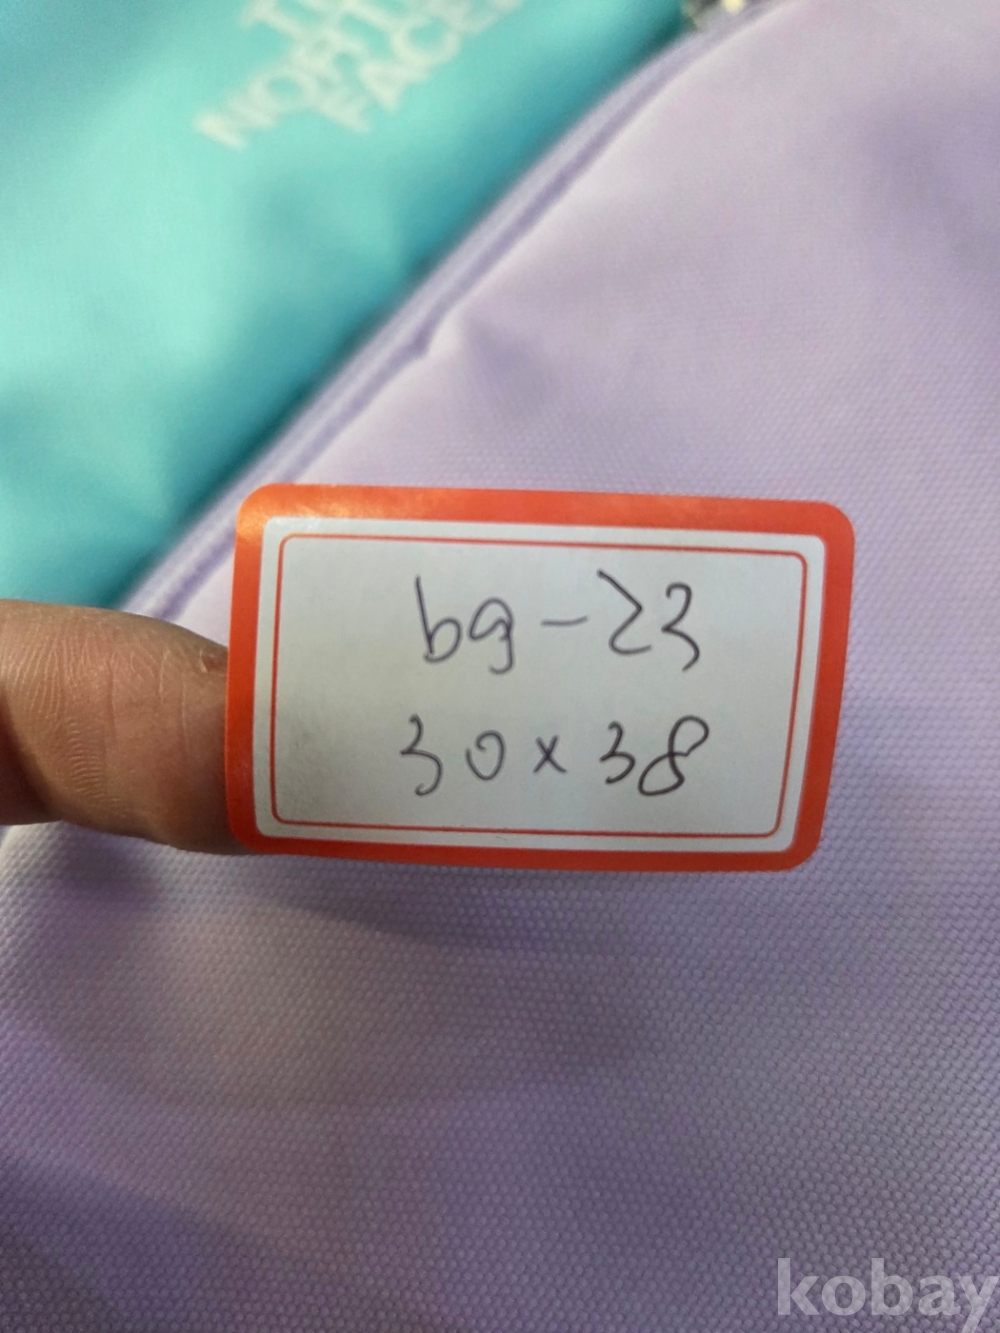 THE
NORTH
FACE
bg-23
30x38
kobay